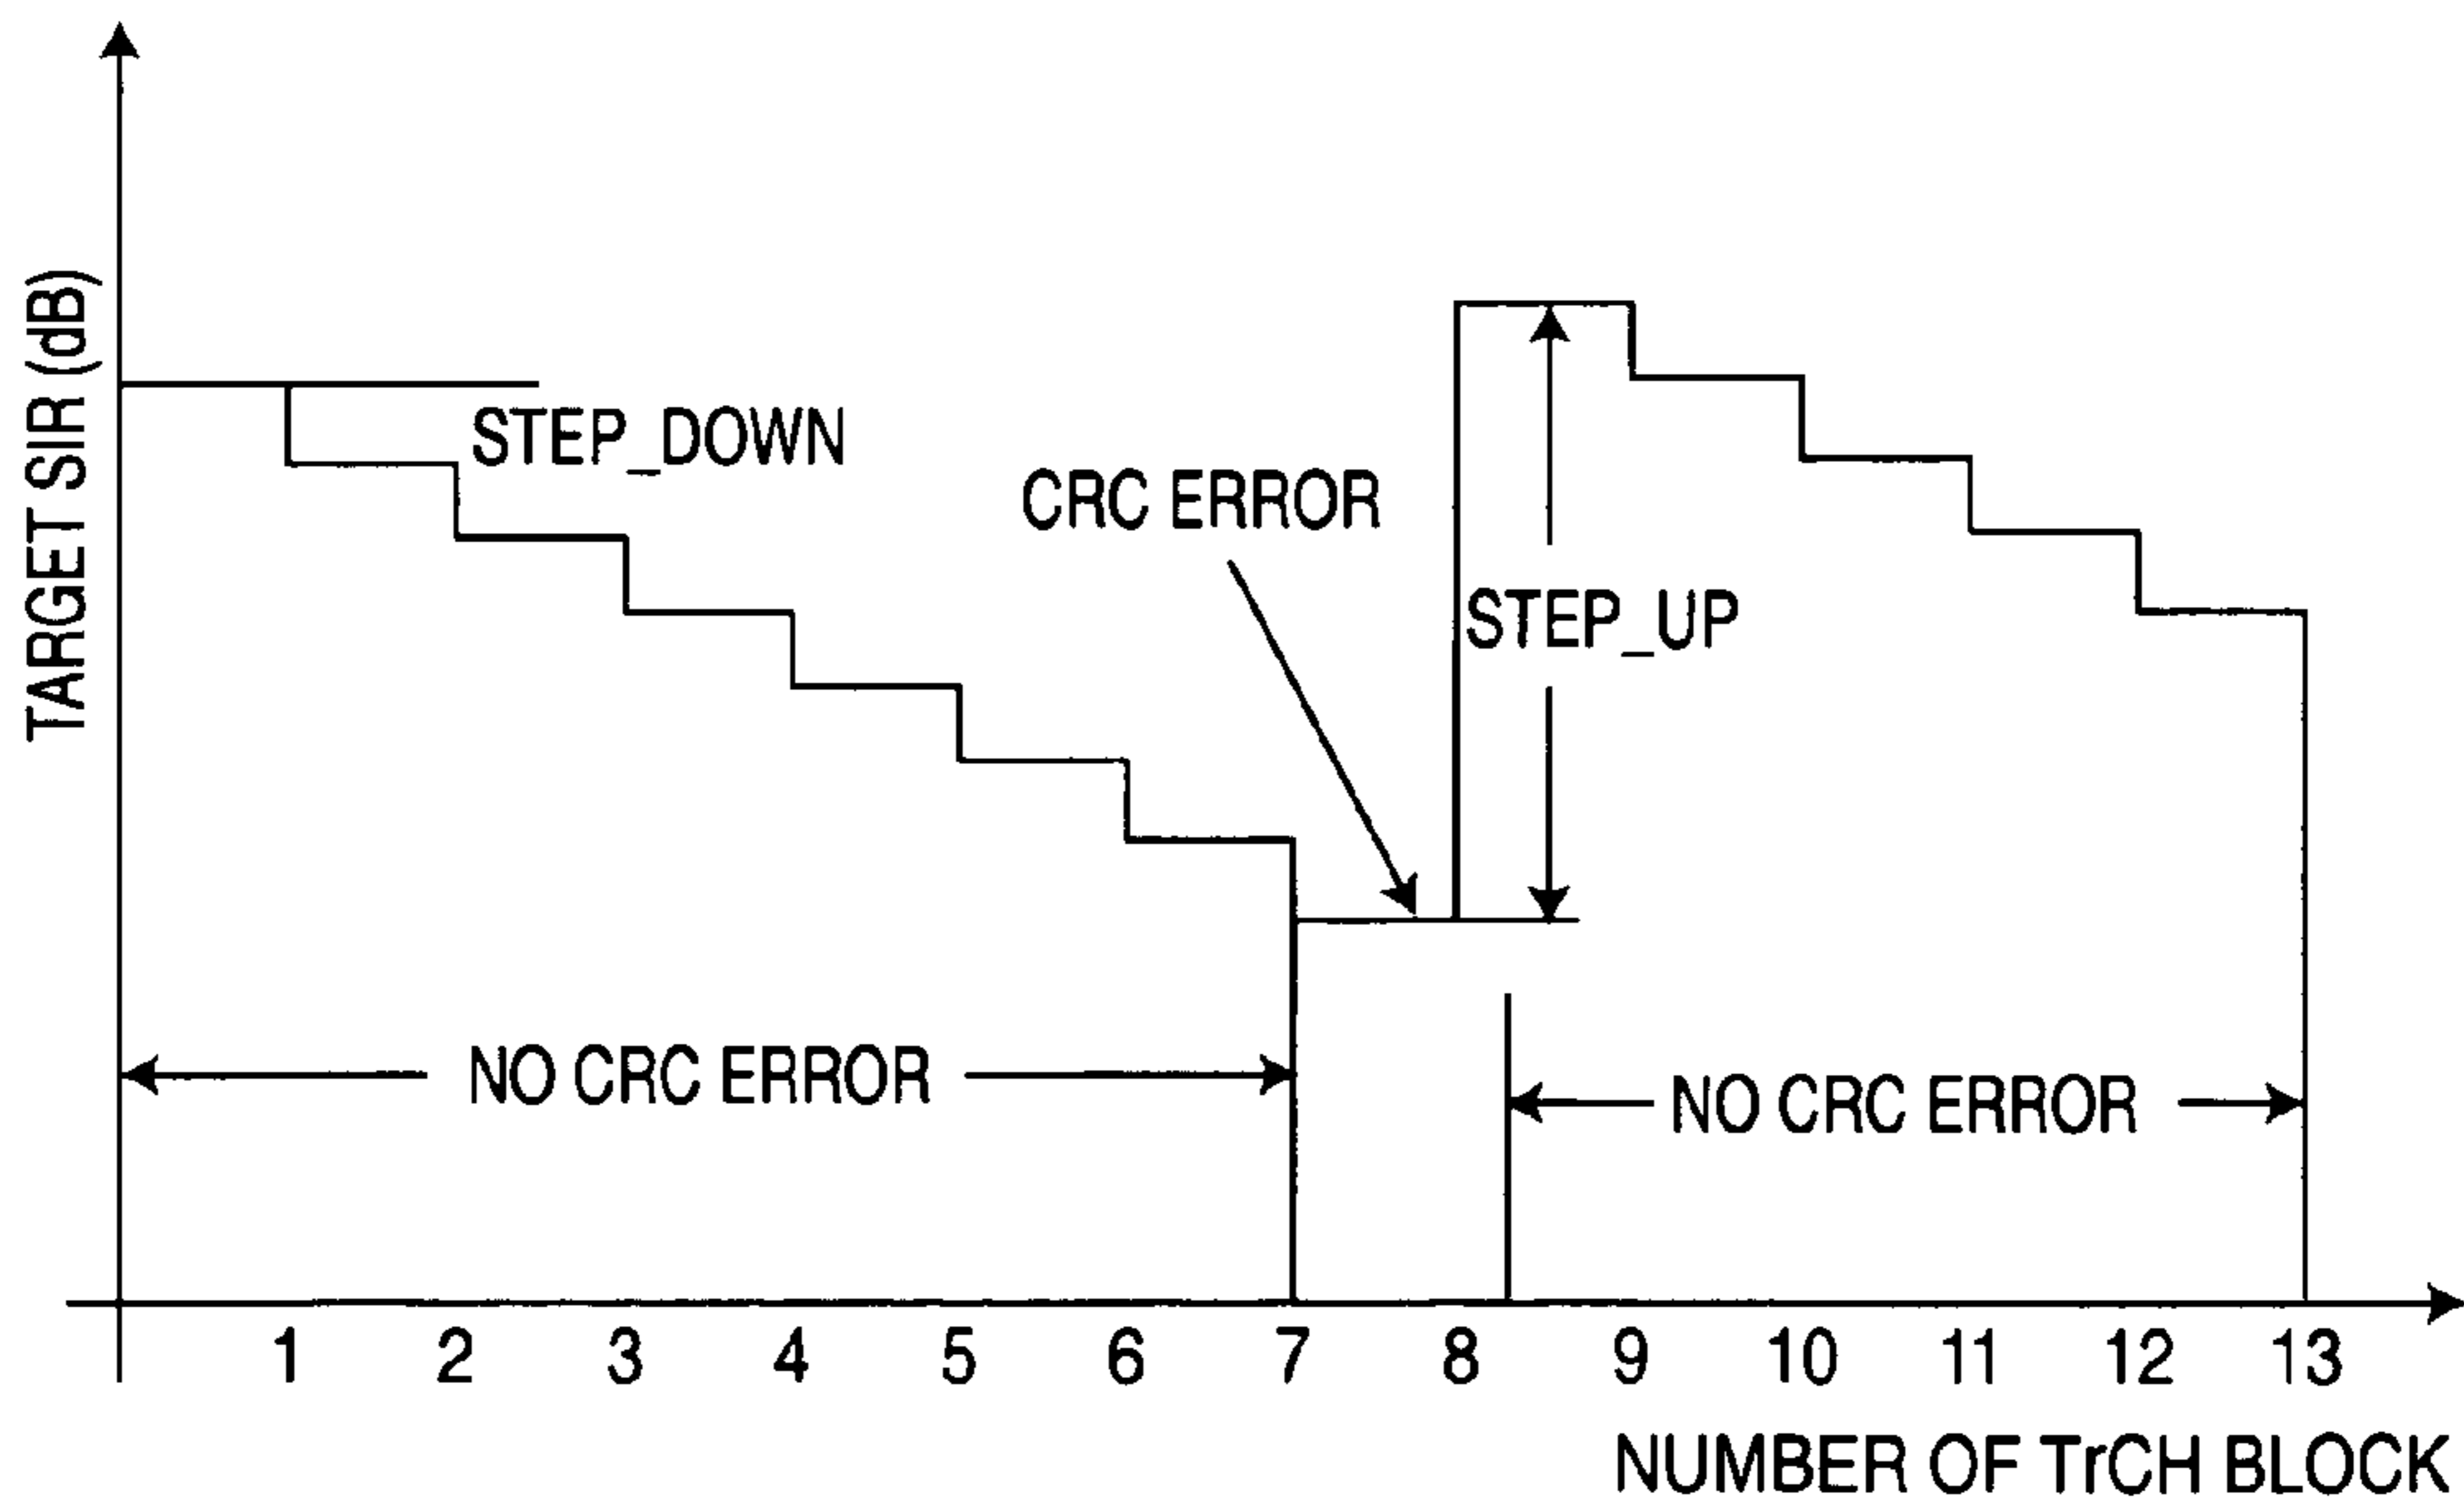 TARGET SIR (dB)
STEP_DOWN
CRC ERROR
STEP_UP
NO CRC ERROR
NO CRC ERROR
1 2 3 4 5 6 7 8 9 10 11 12 13
NUMBER OF TrCH BLOCK